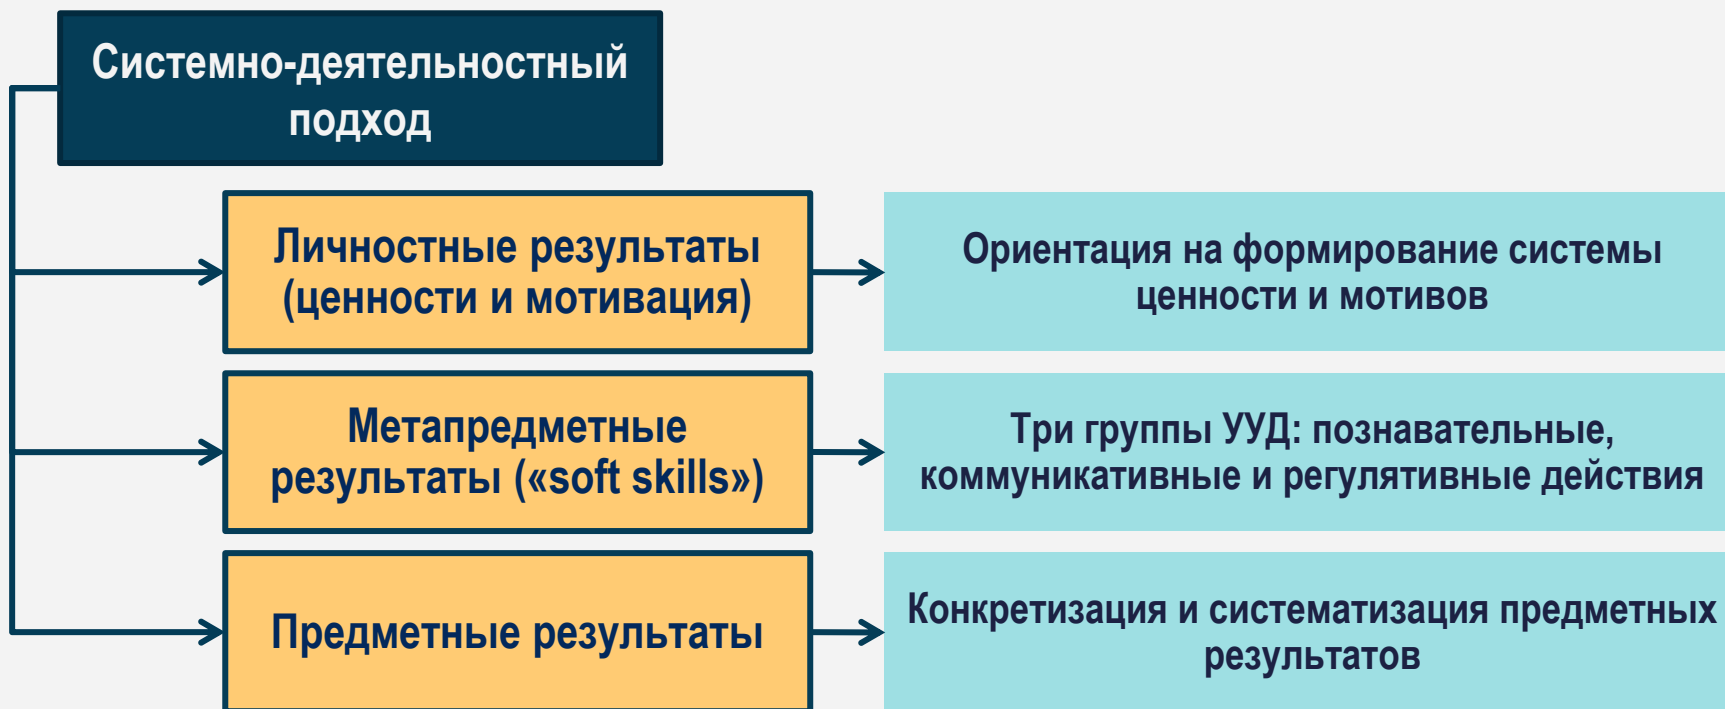 Системно-деятельностный
подход
Личностные результаты
(ценности и мотивация)
Ориентация на формирование системы
ценности и мотивов
Метапредметные
результаты («soft skills»)
Три группы УУД: познавательные,
коммуникативные и регулятивные действия
Предметные результаты
Конкретизация и систематизация предметных
результатов